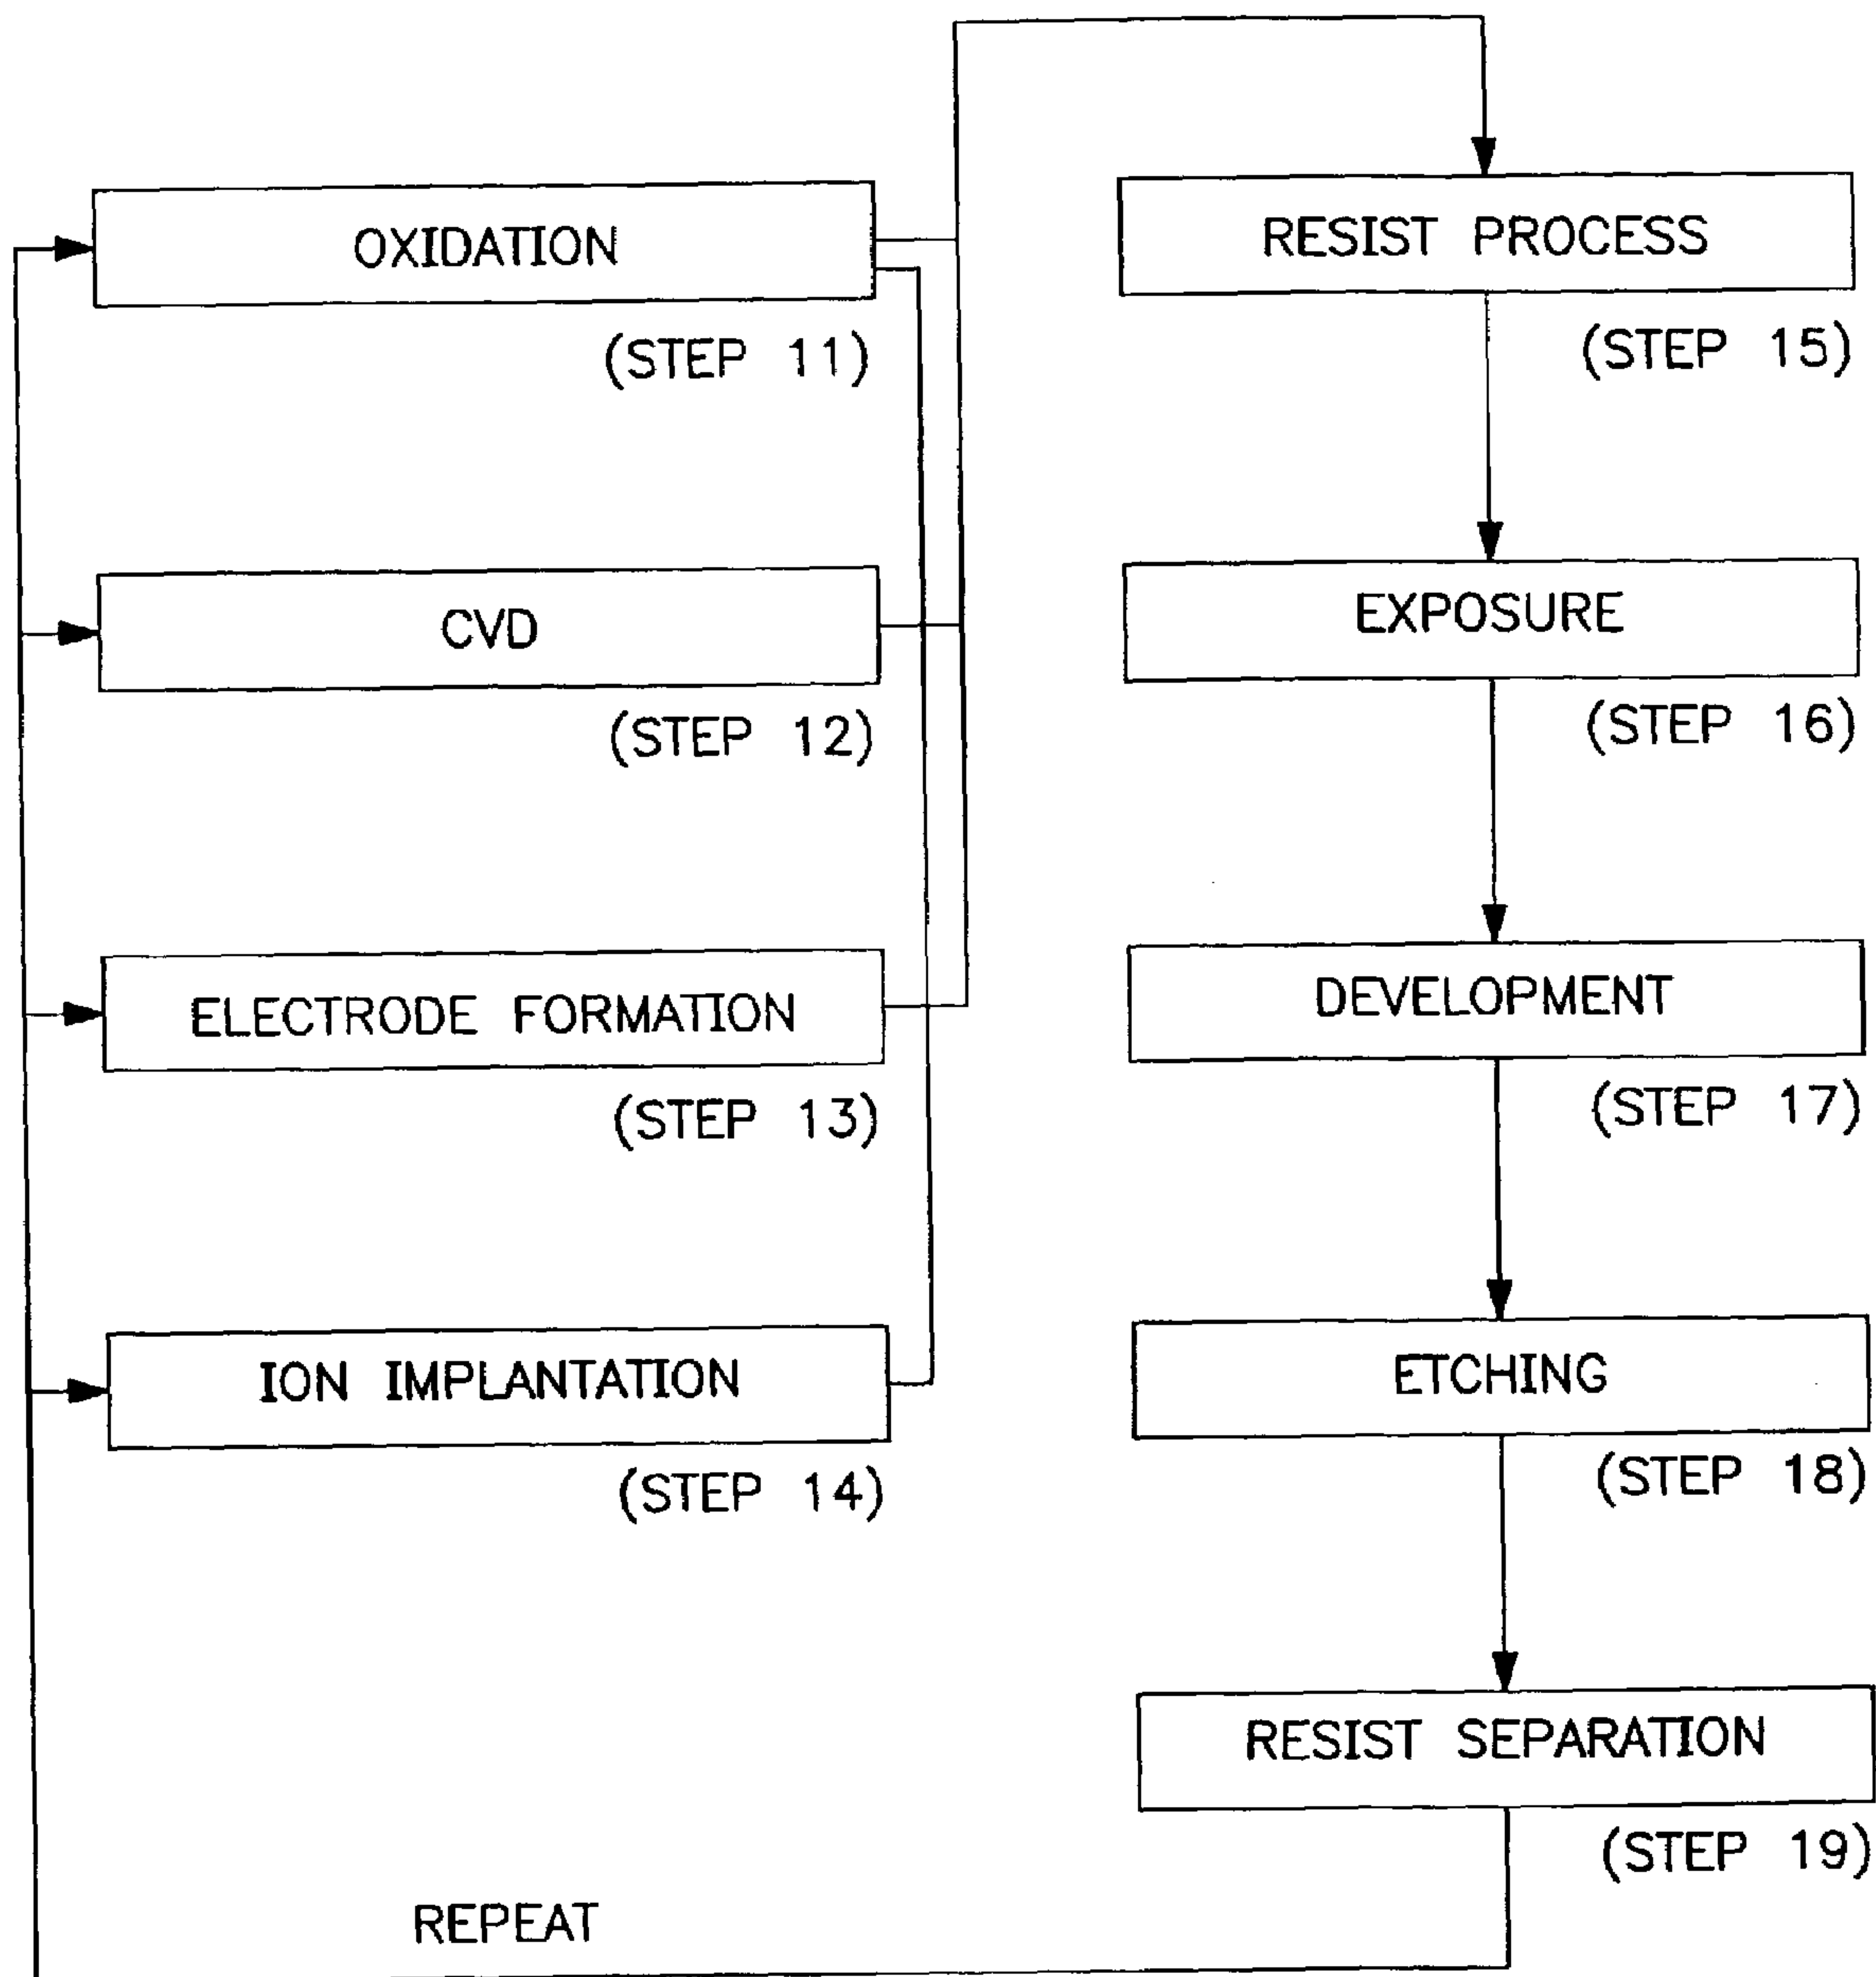 OXIDATION
(STEP 11)
CVD
(STEP 12)
ELECTRODE FORMATION
(STEP 13)
ION IMPLANTATION
(STEP 14)
RESIST PROCESS
(STEP 15)
EXPOSURE
(STEP 16)
DEVELOPMENT
(STEP 17)
ETCHING
(STEP 18)
RESIST SEPARATION
(STEP 19)
REPEAT